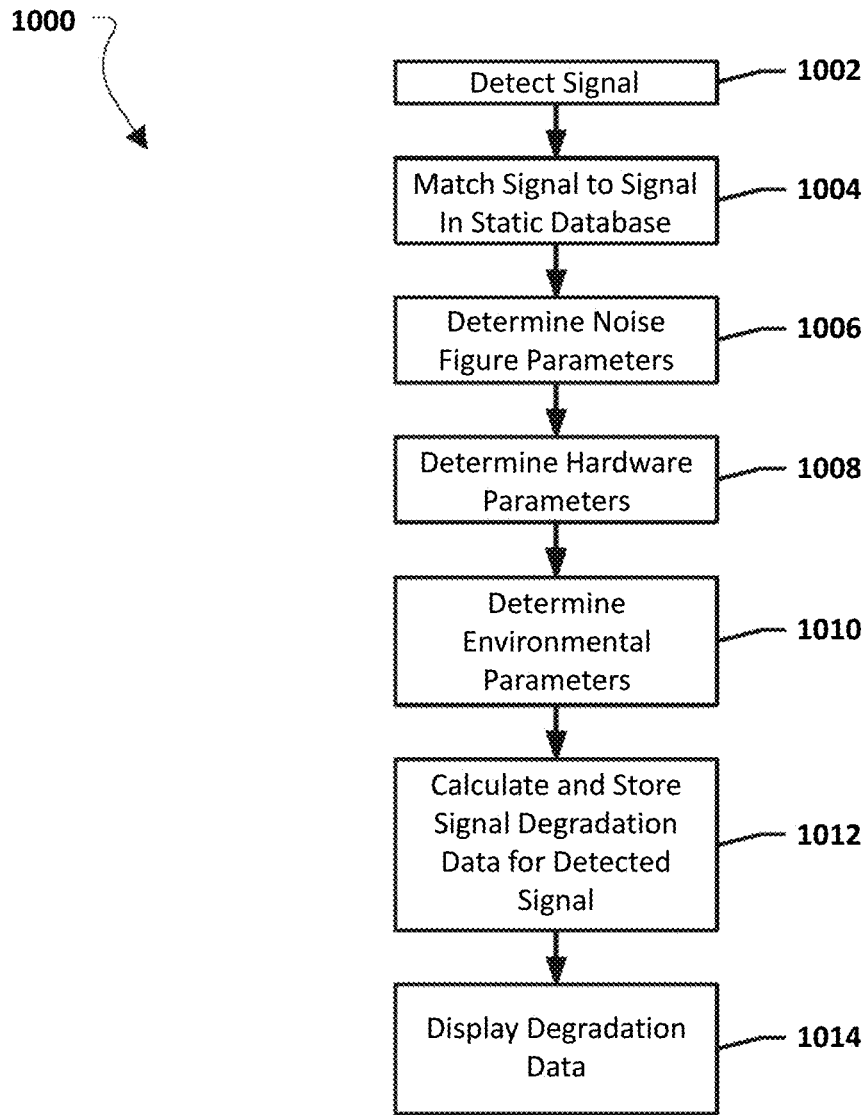 1000
Detect Signal
1002
Match Signal to Signal
In Static Database
1004
Determine Noise
Figure Parameters
1006
Determine Hardware
Parameters
1008
Determine
Environmental
Parameters
1010
Calculate and Store
Signal Degradation
Data for Detected
Signal
1012
Display Degradation
Data
1014